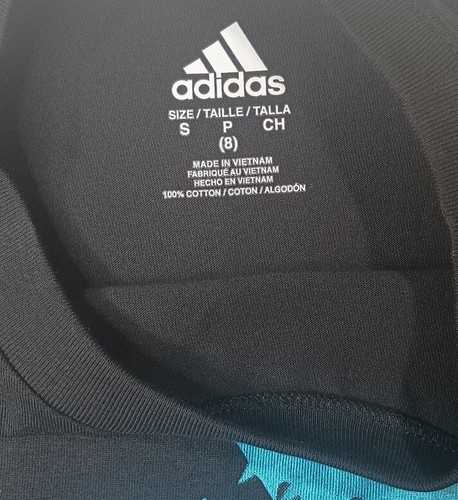 adidas
SIZE / TAILLE / TALLA
S P CH
(8)
MADE IN VIETNAM
FABRIQUÉ AU VIETNAM
HECHO EN VIETNAM
100% COTTON / COTON / ALGODÓN